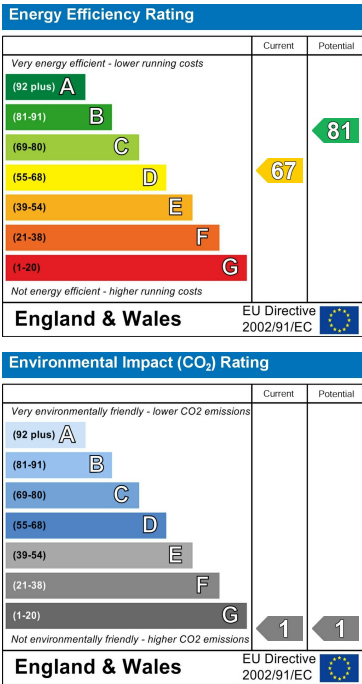 Energy Efficiency Rating
Current Potential
Very energy efficient - lower running costs
(92 plus) A
(81-91) B
81
(69-80) C
(55-68) D
67
(39-54) E
(21-38) F
(1-20) G
Not energy efficient - higher running costs
England & Wales
EU Directive
2002/91/EC
Environmental Impact (CO₂) Rating
Current Potential
Very environmentally friendly - lower CO2 emissions
(92 plus) A
(81-91) B
(69-80) C
(55-68) D
(39-54) E
(21-38) F
(1-20) G
1 1
Not environmentally friendly - higher CO2 emissions
England & Wales
EU Directive
2002/91/EC